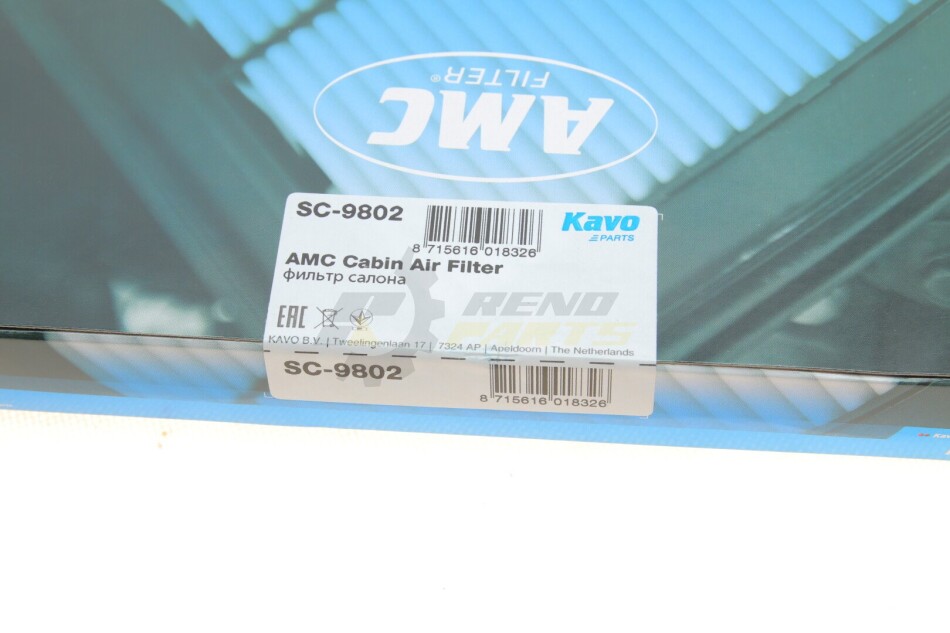 AMC
FILTER®
SC-9802
8 715616 018326
Kavo
PARTS
AMC Cabin Air Filter
фильтр салона
EAC
RENO
PARTS
KAVO B.V. | Tweelingenlaan 17 | 7324 AP | Apeldoorn | The Netherlands
SC-9802
8 715616 018326